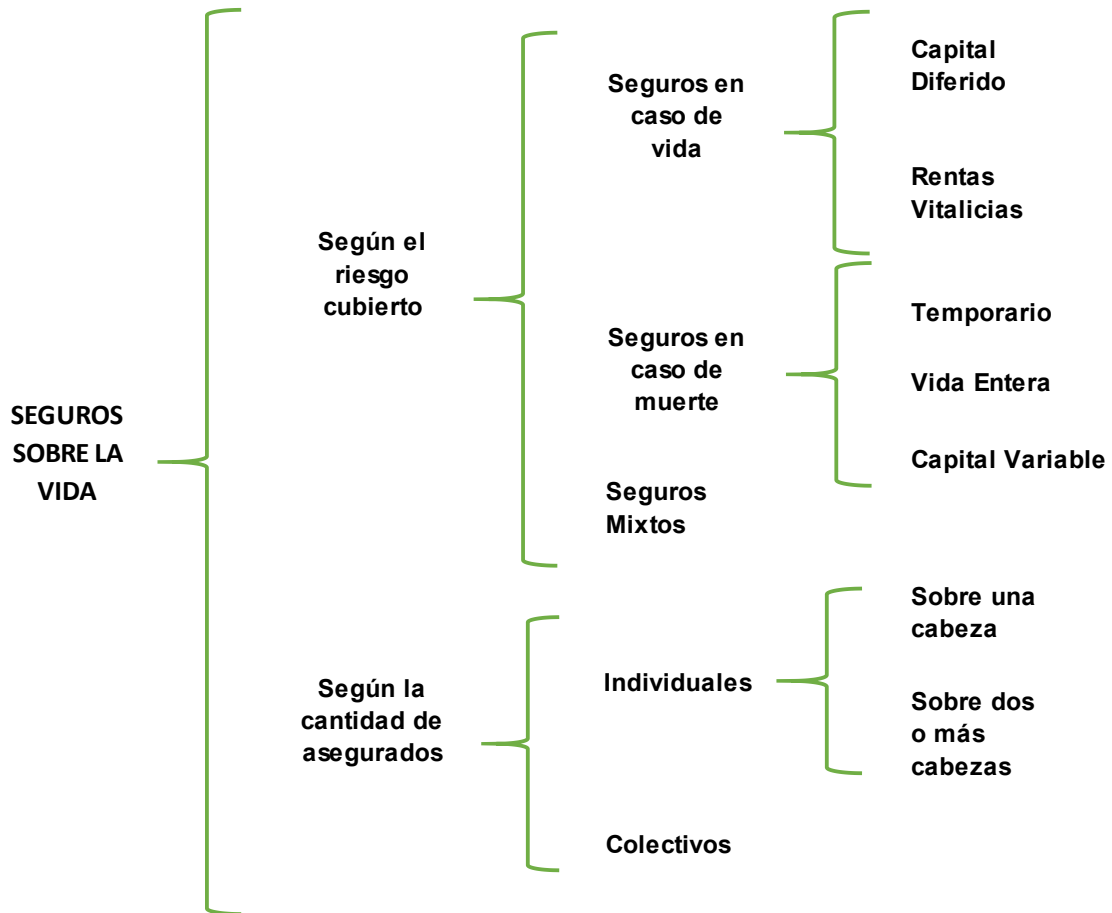 SEGUROS
SOBRE LA
VIDA
Según el
riesgo
cubierto
Seguros en
caso de
vida
Capital
Diferido
Rentas
Vitalicias
Seguros en
caso de
muerte
Temporario
Vida Entera
Capital Variable
Seguros
Mixtos
Según la
cantidad de
asegurados
Individuales
Sobre una
cabeza
Sobre dos
o más
cabezas
Colectivos